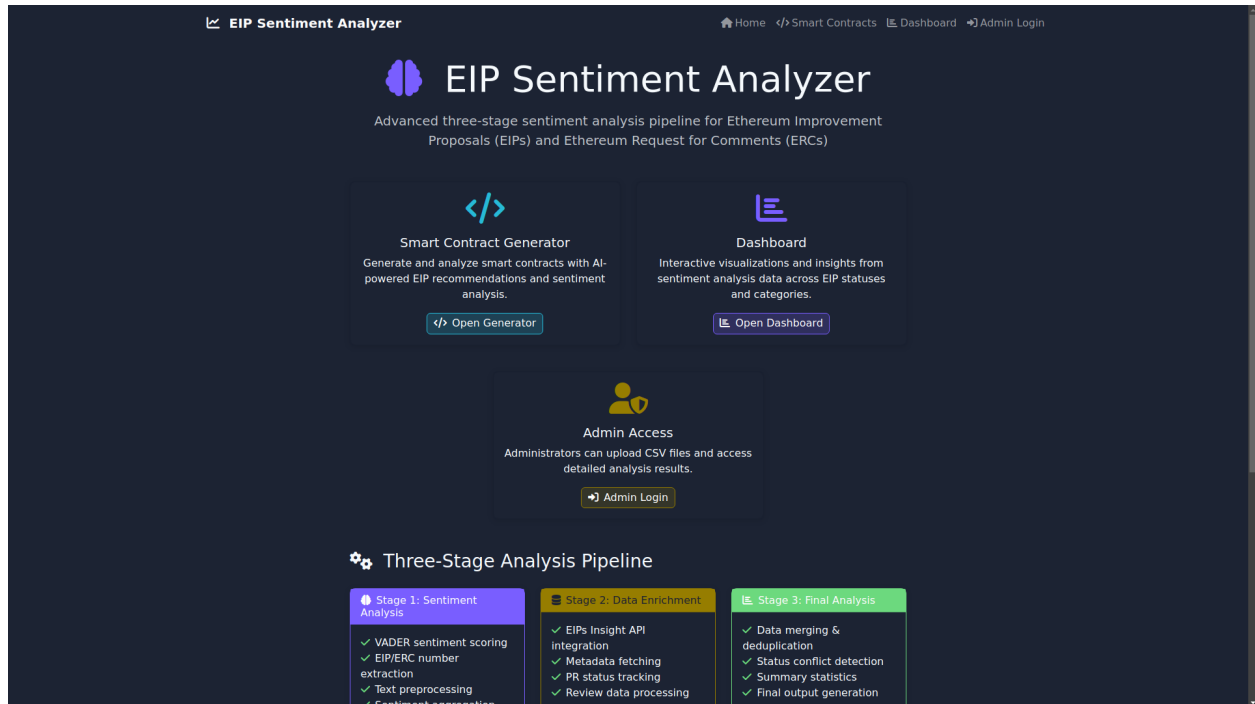 EIP Sentiment Analyzer
Home Smart Contracts Dashboard Admin Login
EIP Sentiment Analyzer
Advanced three-stage sentiment analysis pipeline for Ethereum Improvement
Proposals (EIPs) and Ethereum Request for Comments (ERCs)
Smart Contract Generator
Generate and analyze smart contracts with AI-
powered EIP recommendations and sentiment
analysis.
Open Generator
Dashboard
Interactive visualizations and insights from
sentiment analysis data across EIP statuses
and categories.
Open Dashboard
Admin Access
Administrators can upload CSV files and access
detailed analysis results.
Admin Login
Three-Stage Analysis Pipeline
Stage 1: Sentiment
Analysis
VADER sentiment scoring
EIP/ERC number
extraction
Text preprocessing
Sentiment aggregation
Stage 2: Data Enrichment
EIPs Insight API
integration
Metadata fetching
PR status tracking
Review data processing
Stage 3: Final Analysis
Data merging &
deduplication
Status conflict detection
Summary statistics
Final output generation